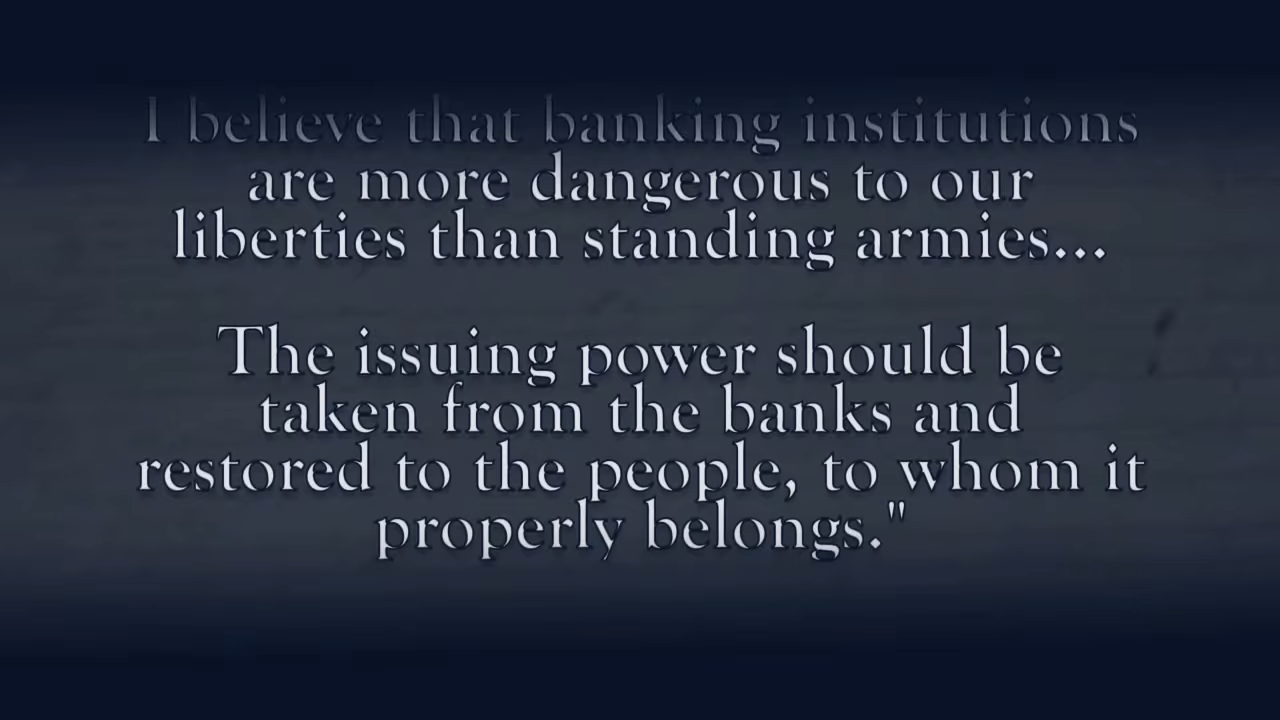 I believe that banking institutions
are more dangerous to our
liberties than standing armies...
The issuing power should be
taken from the banks and
restored to the people, to whom it
properly belongs."